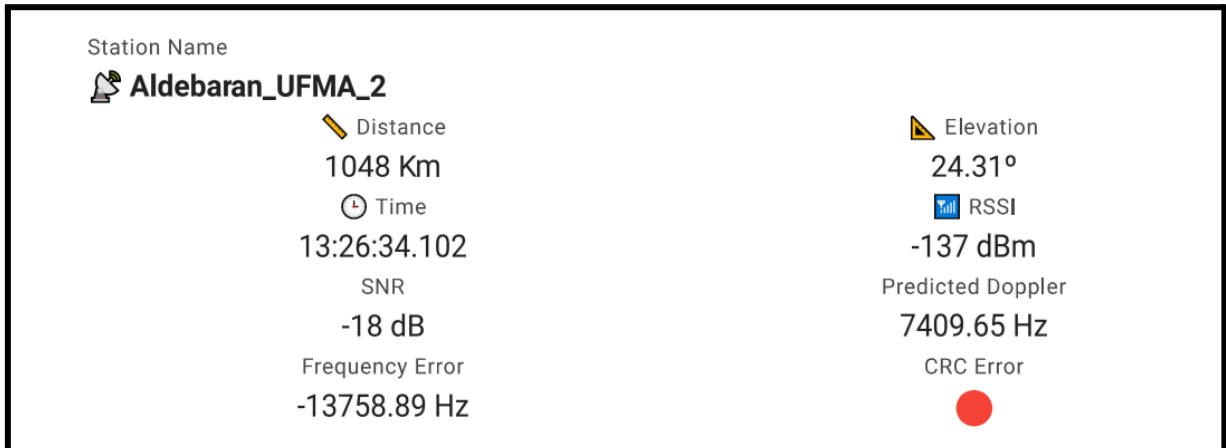 Station Name
Aldebaran_UFMA_2
Distance
Elevation
1048 Km
24.31º
Time
RSSI
13:26:34.102
-137 dBm
SNR
Predicted Doppler
-18 dB
7409.65 Hz
Frequency Error
CRC Error
-13758.89 Hz